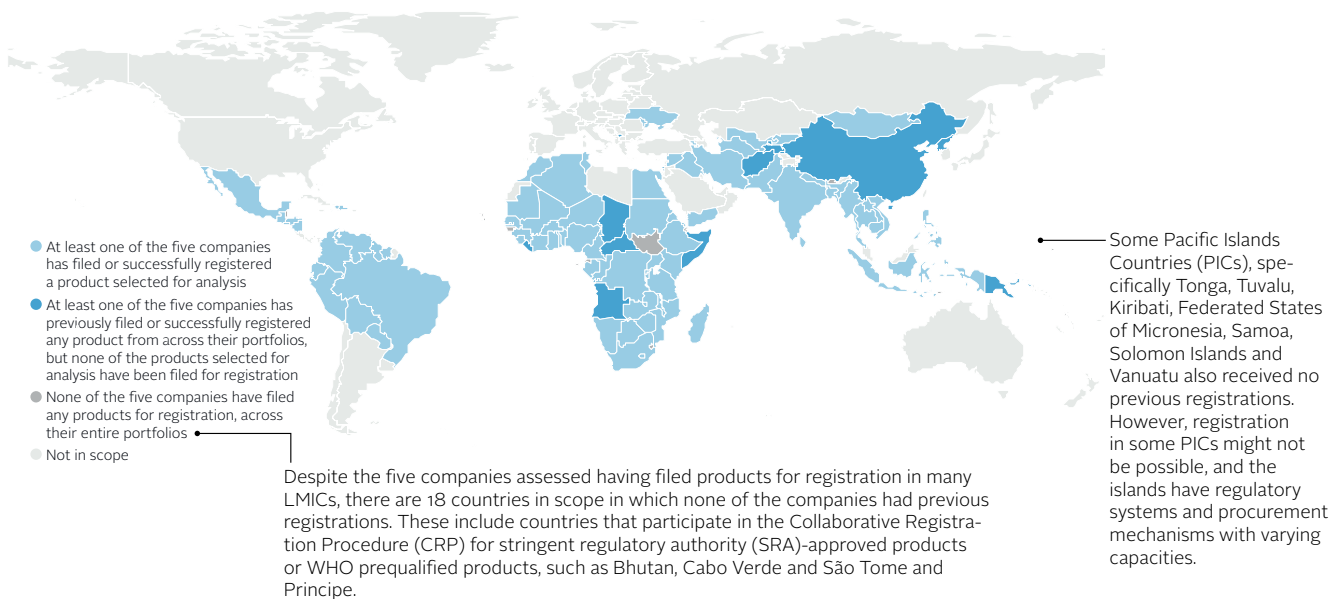 At least one of the five companies
has filed or successfully registered
a product selected for analysis
At least one of the five companies has
previously filed or successfully registered
any product from across their portfolios,
but none of the products selected for
analysis have been filed for registration
None of the five companies have filed
any products for registration, across
their entire portfolios
Not in scope
Despite the five companies assessed having filed products for registration in many
LMICs, there are 18 countries in scope in which none of the companies had previous
registrations. These include countries that participate in the Collaborative Registra-
tion Procedure (CRP) for stringent regulatory authority (SRA)-approved products
or WHO prequalified products, such as Bhutan, Cabo Verde and São Tome and
Principe.
Some Pacific Islands
Countries (PICs), spe-
cifically Tonga, Tuvalu,
Kiribati, Federated States
of Micronesia, Samoa,
Solomon Islands and
Vanuatu also received no
previous registrations.
However, registration
in some PICs might not
be possible, and the
islands have regulatory
systems and procurement
mechanisms with varying
capacities.